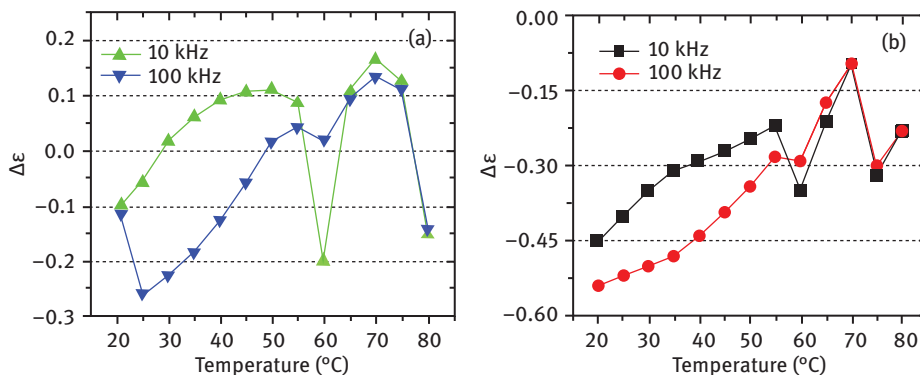 (a)
10 kHz
100 kHz
0.2
0.1
0.0
−0.1
−0.2
−0.3
Δε
20 30 40 50 60 70 80
Temperature (°C)
(b)
10 kHz
100 kHz
0.00
−0.15
−0.30
−0.45
−0.60
Δε
20 30 40 50 60 70 80
Temperature (°C)